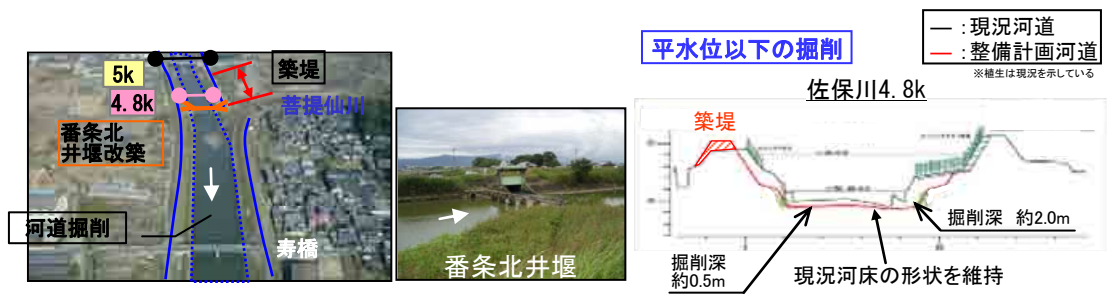 5k
4.8k
築堤
菩提仙川
番条北
井堰改築
河道掘削
寿橋
番条北井堰
平水位以下の掘削
:現況河道
:整備計画河道
※植生は現況を示している
佐保川4.8k
築堤
掘削深 約2.0m
掘削深
約0.5m
現況河床の形状を維持